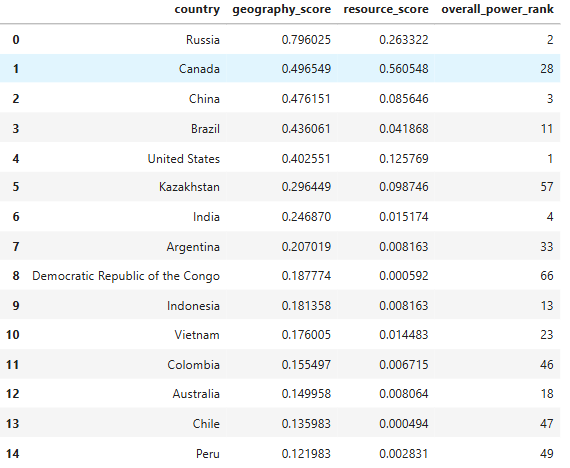 country geography_score resource_score overall_power_rank
0 Russia 0.796025 0.263322 2
1 Canada 0.496549 0.560548 28
2 China 0.476151 0.085646 3
3 Brazil 0.436061 0.041868 11
4 United States 0.402551 0.125769 1
5 Kazakhstan 0.296449 0.098746 57
6 India 0.246870 0.015174 4
7 Argentina 0.207019 0.008163 33
8 Democratic Republic of the Congo 0.187774 0.000592 66
9 Indonesia 0.181358 0.008163 13
10 Vietnam 0.176005 0.014483 23
11 Colombia 0.155497 0.006715 46
12 Australia 0.149958 0.008064 18
13 Chile 0.135983 0.000494 47
14 Peru 0.121983 0.002831 49